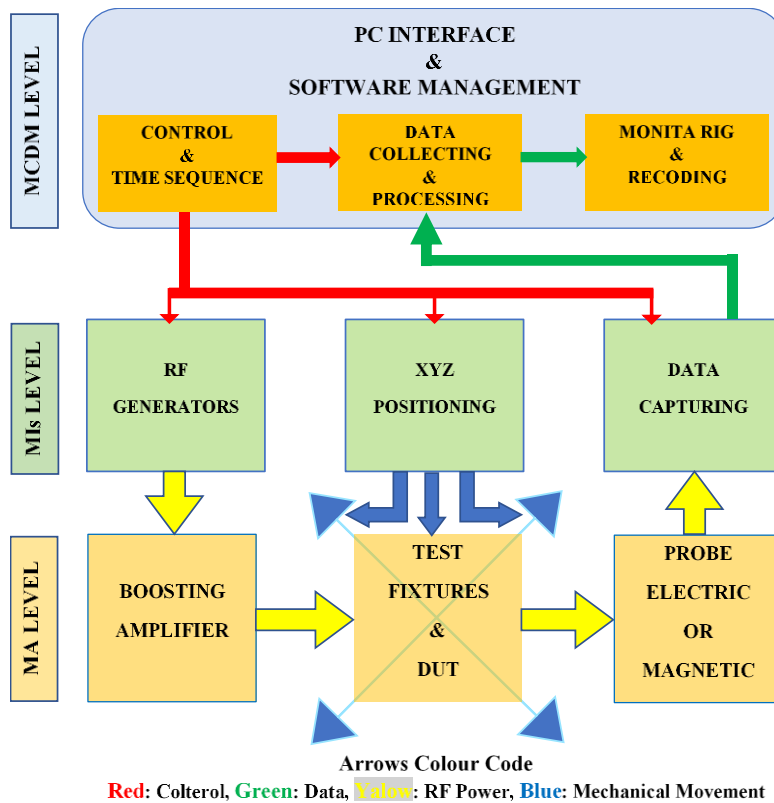 MCDM LEVEL
PC INTERFACE
&
SOFTWARE MANAGEMENT
CONTROL
&
TIME SEQUENCE
DATA
COLLECTING
&
PROCESSING
MONITA RIG
&
RECODING
MIs LEVEL
RF
GENERATORS
XYZ
POSITIONING
DATA
CAPTURING
MA LEVEL
BOOSTING
AMPLIFIER
TEST
FIXTURES
&
DUT
PROBE
ELECTRIC
OR
MAGNETIC
Arrows Colour Code
Red: Colterol, Green: Data, Yalow: RF Power, Blue: Mechanical Movement